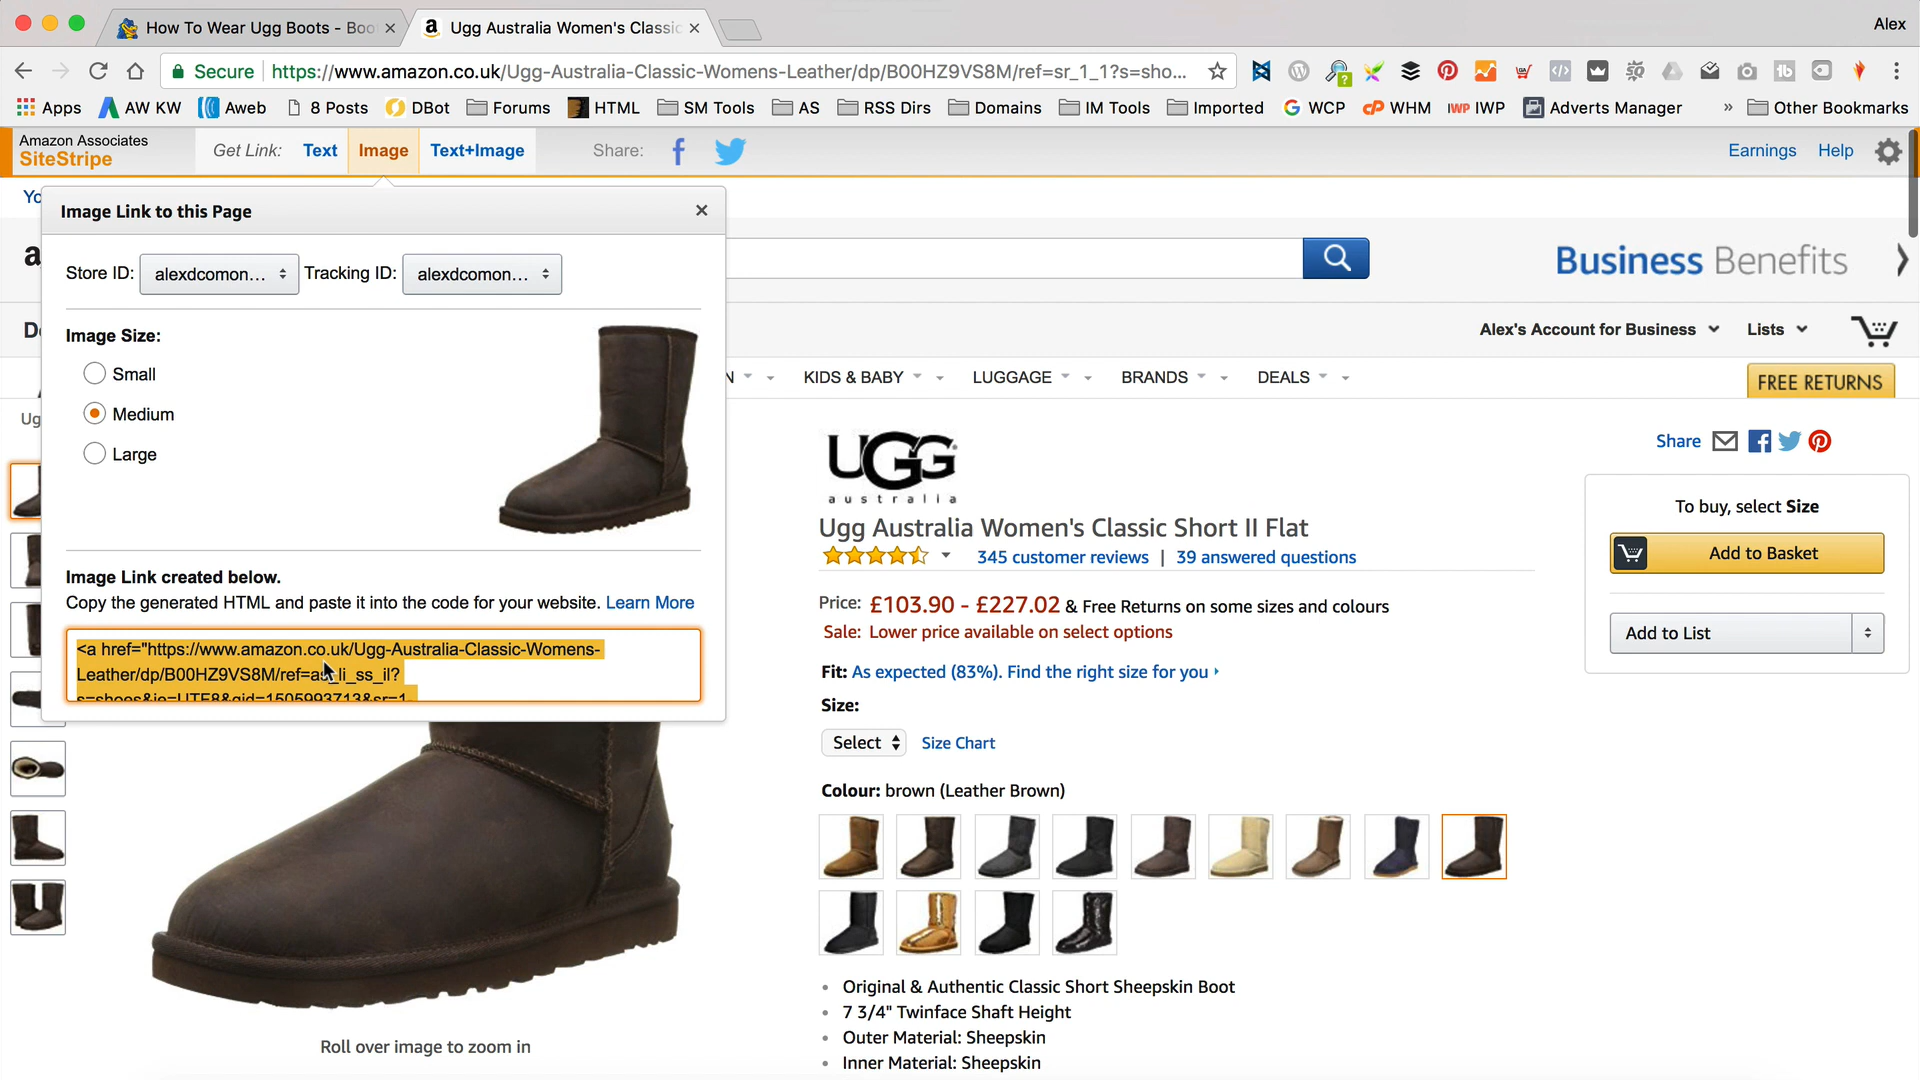 Alex
How To Wear Ugg Boots - Boo
Ugg Australia Women's Classic
Secure
https://www.amazon.co.uk/Ugg-Australia-Classic-Womens-Leather/dp/B00HZ9VS8M/ref=sr_1_1?s=sho...
Apps AW KW Aweb 8 Posts DBot Forums HTML SM Tools AS RSS Dirs Domains IM Tools Imported WCP WHM IWP IWP Adverts Manager » Other Bookmarks
Amazon Associates
SiteStripe
Get Link: Text Image Text+Image Share: Earnings Help
Yo
Image Link to this Page
a
Store ID: alexdcomon... Tracking ID: alexdcomon...
Business Benefits
Image Size:
Small
Medium
Large
Alex's Account for Business Lists
N KIDS & BABY LUGGAGE BRANDS DEALS
FREE RETURNS
Ug
Image Link created below.
Copy the generated HTML and paste it into the code for your website. Learn More
<a href="https://www.amazon.co.uk/Ugg-Australia-Classic-Womens-
Leather/dp/B00HZ9VS8M/ref=as_li_ss_il?
s=shoes&ie=UTF8&qid=1505993713&sr=1-
UGG
australia
Ugg Australia Women's Classic Short II Flat
345 customer reviews | 39 answered questions
Price: £103.90 - £227.02 & Free Returns on some sizes and colours
Sale: Lower price available on select options
Fit: As expected (83%). Find the right size for you
Size:
Select Size Chart
Colour: brown (Leather Brown)
Original & Authentic Classic Short Sheepskin Boot
7 3/4" Twinface Shaft Height
Outer Material: Sheepskin
Inner Material: Sheepskin
Share
To buy, select Size
Add to Basket
Add to List
Roll over image to zoom in